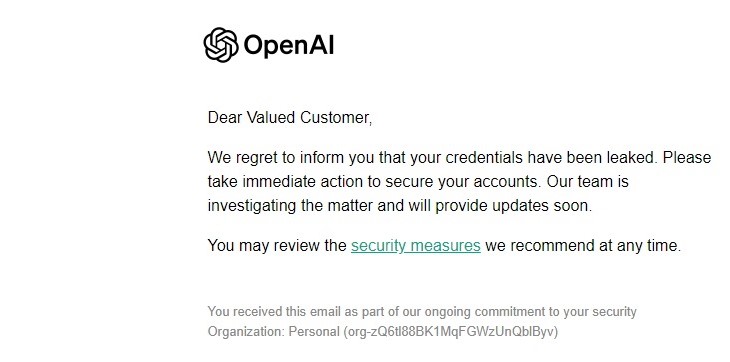 OpenAI
Dear Valued Customer,
We regret to inform you that your credentials have been leaked. Please
take immediate action to secure your accounts. Our team is
investigating the matter and will provide updates soon.
You may review the security measures we recommend at any time.
You received this email as part of our ongoing commitment to your security
Organization: Personal (org-zQ6tl88BK1MqFGWzUnQblByv)